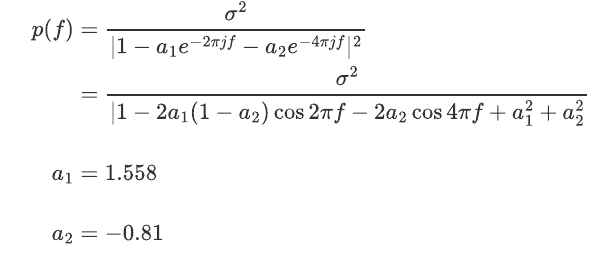 p(f) = σ² / |1 − a₁e^{−2πjf} − a₂e^{−4πjf}|²
= σ² / |1 − 2a₁(1 − a₂) cos 2πf − 2a₂ cos 4πf + a₁² + a₂²
a₁ = 1.558
a₂ = −0.81